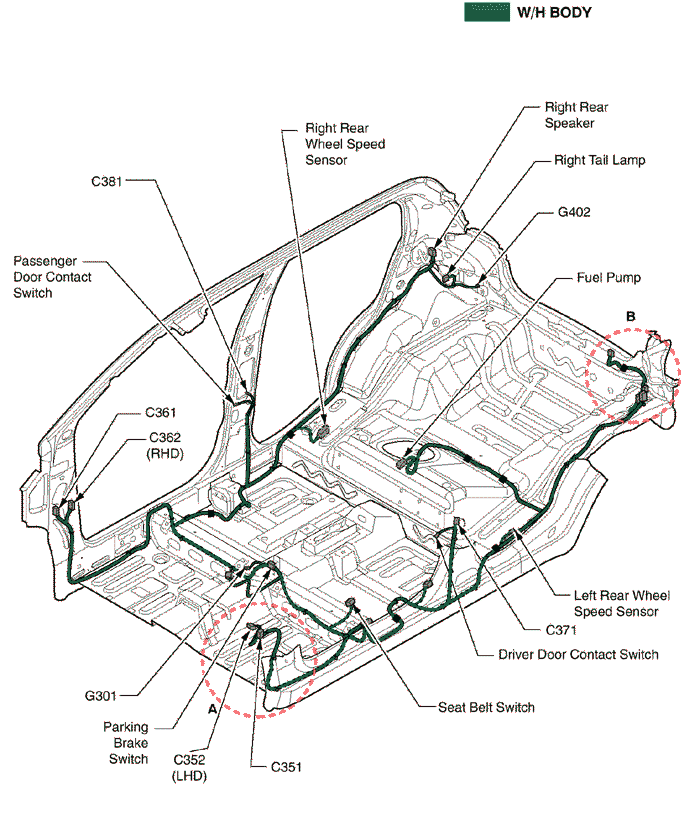 W/H BODY
Right Rear
Speaker
Right Rear
Wheel Speed
Sensor
Right Tail Lamp
C381
G402
Passenger
Door Contact
Switch
Fuel Pump
B
C361
C362
(RHD)
Left Rear Wheel
Speed Sensor
C371
Driver Door Contact Switch
G301
A
Seat Belt Switch
Parking
Brake
Switch
C352
(LHD)
C351